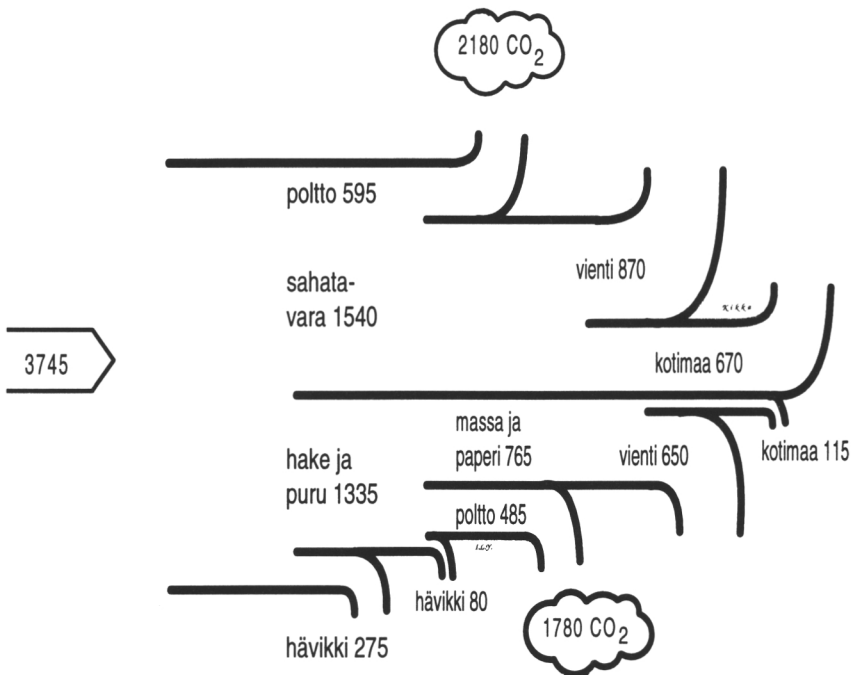 2180 CO2
poltto 595
vienti 870
sahata-
vara 1540
Kikko
3745
kotimaa 670
massa ja
paperi 765
vienti 650
kotimaa 115
hake ja
puru 1335
poltto 485
hävikki 80
1780 CO2
hävikki 275